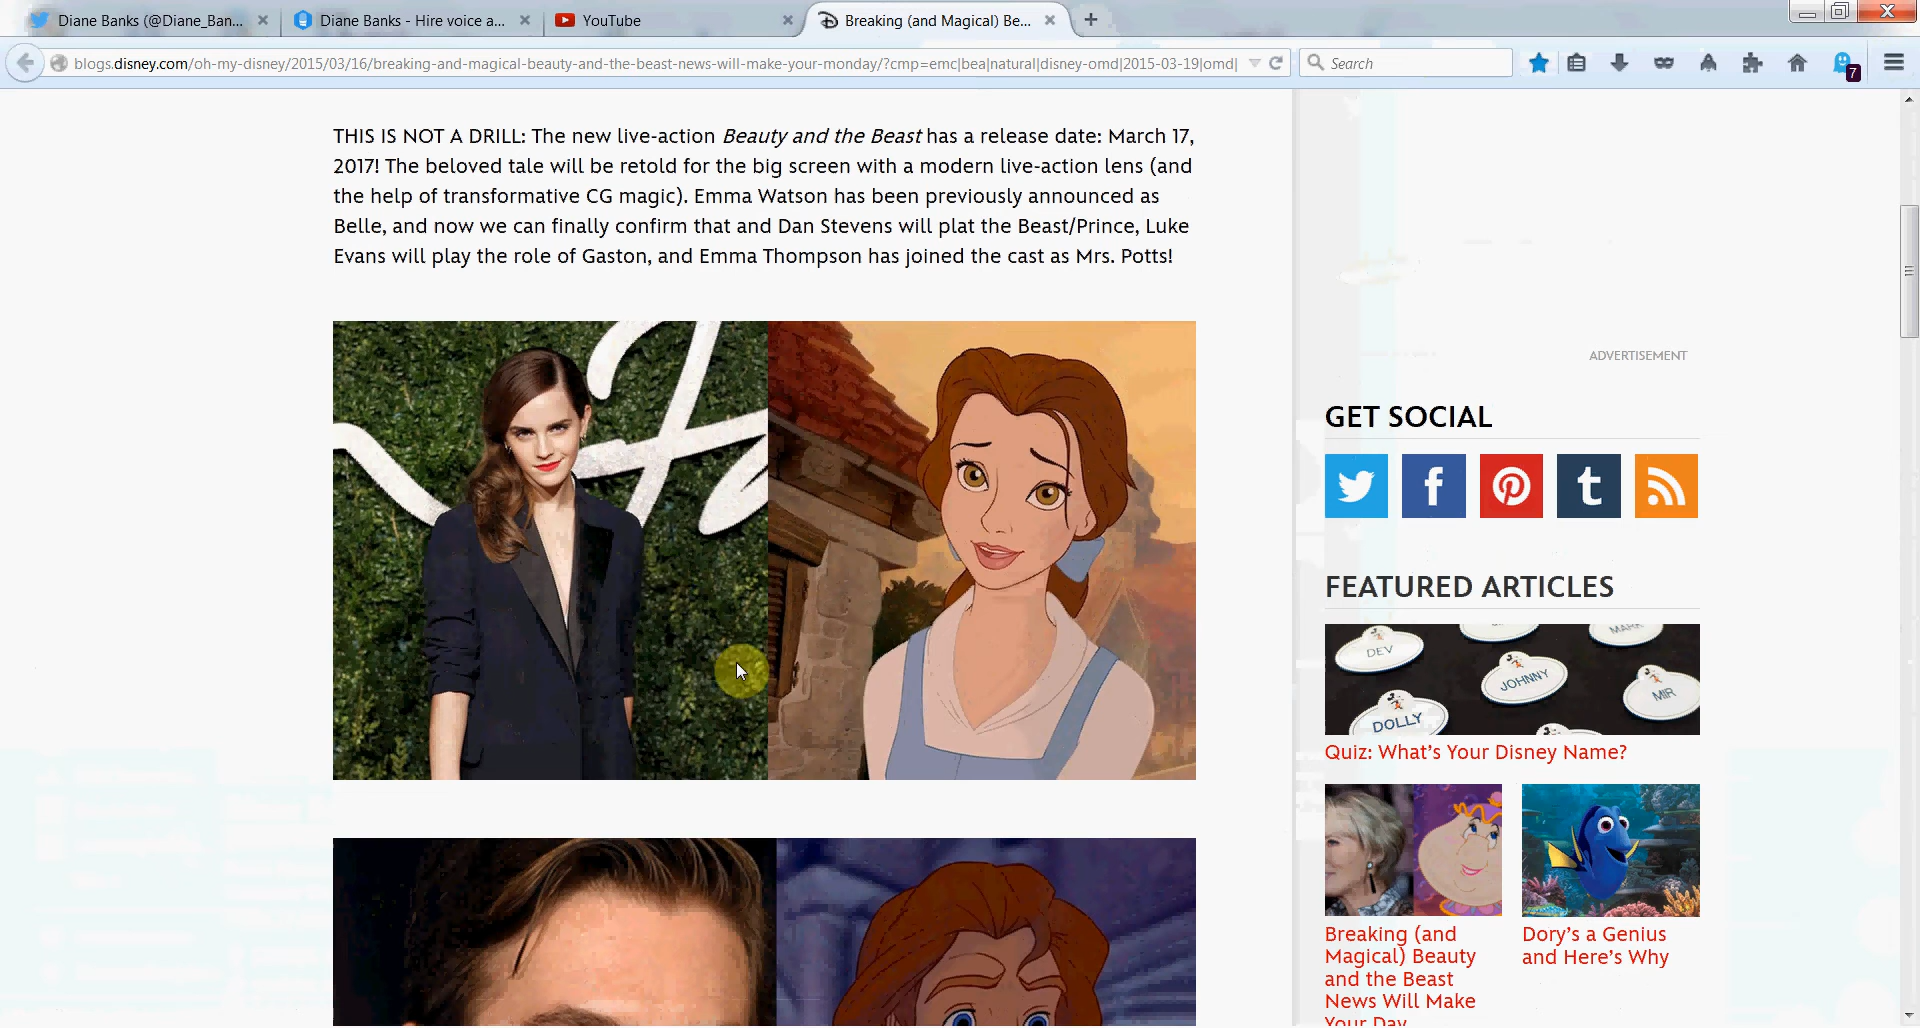 Diane Banks (@Diane_Ban...
Diane Banks - Hire voice a...
YouTube
Breaking (and Magical) Be...
blogs.disney.com/oh-my-disney/2015/03/16/breaking-and-magical-beauty-and-the-beast-news-will-make-your-monday/?cmp=emc|bea|natural|disney-omd|2015-03-19|omd|
Search
7
THIS IS NOT A DRILL: The new live-action Beauty and the Beast has a release date: March 17,
2017! The beloved tale will be retold for the big screen with a modern live-action lens (and
the help of transformative CG magic). Emma Watson has been previously announced as
Belle, and now we can finally confirm that and Dan Stevens will plat the Beast/Prince, Luke
Evans will play the role of Gaston, and Emma Thompson has joined the cast as Mrs. Potts!
ADVERTISEMENT
GET SOCIAL
FEATURED ARTICLES
DEV
JOHNNY
MIR
DOLLY
Quiz: What's Your Disney Name?
Breaking (and
Magical) Beauty
and the Beast
News Will Make
Your Day
Dory's a Genius
and Here's Why